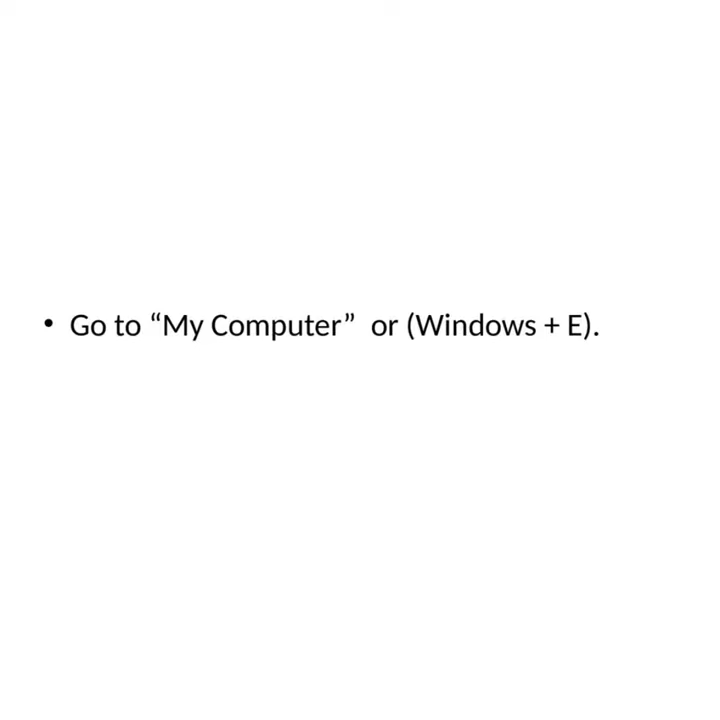 • Go to “My Computer”  or (Windows + E).